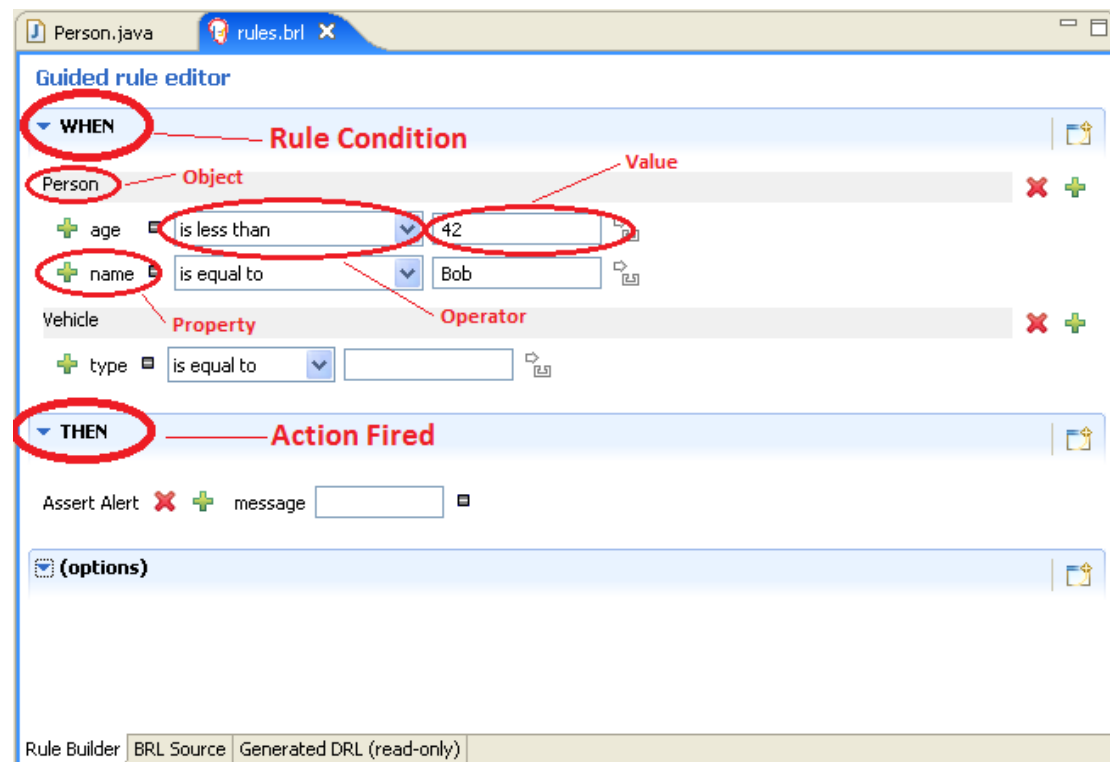 Person.java rules.brl
Guided rule editor
WHEN
Rule Condition
Value
Person
Object
age is less than 42
name is equal to Bob
Operator
Vehicle
Property
type is equal to
THEN
Action Fired
Assert Alert message
(options)
Rule Builder BRL Source Generated DRL (read-only)